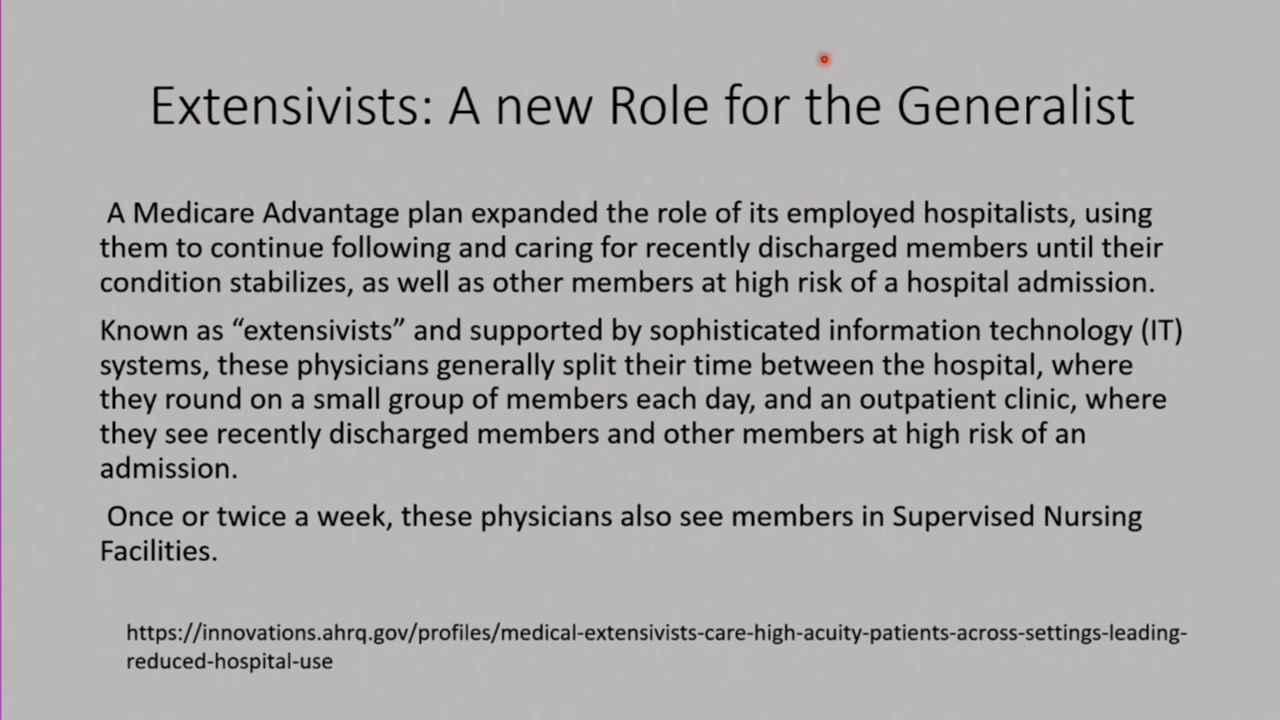 Extensivists: A new Role for the Generalist
A Medicare Advantage plan expanded the role of its employed hospitalists, using
them to continue following and caring for recently discharged members until their
condition stabilizes, as well as other members at high risk of a hospital admission.
Known as “extensivists” and supported by sophisticated information technology (IT)
systems, these physicians generally split their time between the hospital, where
they round on a small group of members each day, and an outpatient clinic, where
they see recently discharged members and other members at high risk of an
admission.
Once or twice a week, these physicians also see members in Supervised Nursing
Facilities.
https://innovations.ahrq.gov/profiles/medical-extensivists-care-high-acuity-patients-across-settings-leading-
reduced-hospital-use